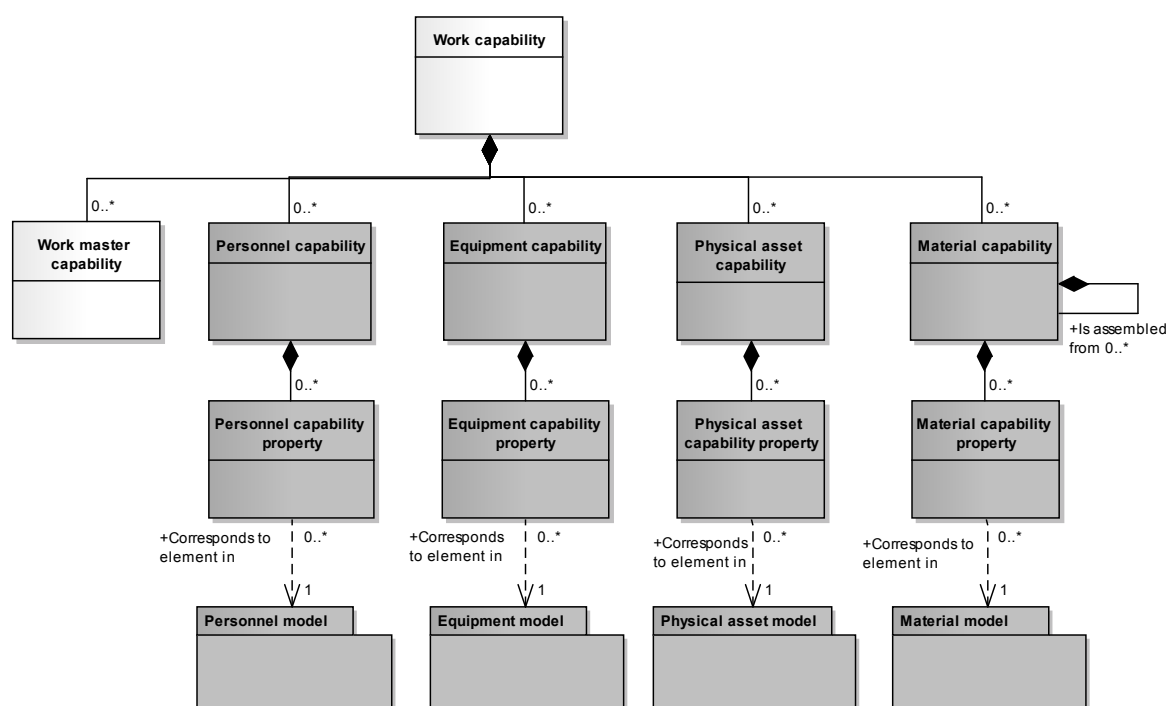 Work capability
0..*
0..*
0..*
0..*
0..*
Work master
capability
Personnel capability
Equipment capability
Physical asset
capability
Material capability
+Is assembled
from 0..*
0..*
0..*
0..*
0..*
Personnel capability
property
Equipment capability
property
Physical asset
capability property
Material capability
property
+Corresponds to
element in
0..*
+Corresponds
to element in
0..*
+Corresponds
to element in
0..*
+Corresponds to
element in
0..*
1
1
1
1
Personnel model
Equipment model
Physical asset model
Material model